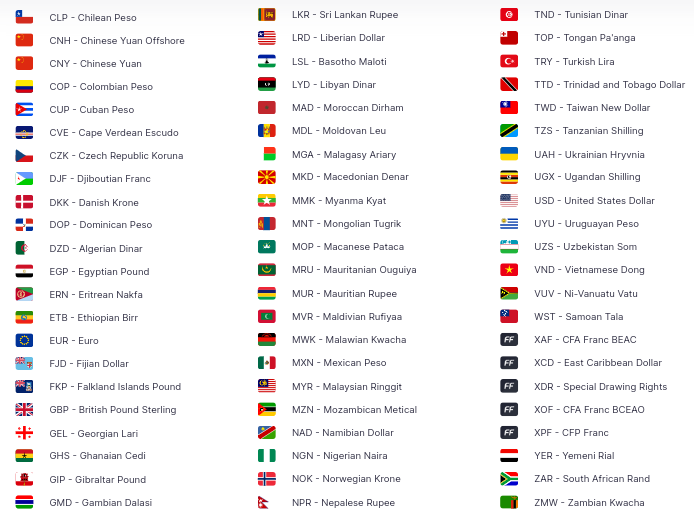 CLP - Chilean Peso
CNH - Chinese Yuan Offshore
CNY - Chinese Yuan
COP - Colombian Peso
CUP - Cuban Peso
CVE - Cape Verdean Escudo
CZK - Czech Republic Koruna
DJF - Djiboutian Franc
DKK - Danish Krone
DOP - Dominican Peso
DZD - Algerian Dinar
EGP - Egyptian Pound
ERN - Eritrean Nakfa
ETB - Ethiopian Birr
EUR - Euro
FJD - Fijian Dollar
FKP - Falkland Islands Pound
GBP - British Pound Sterling
GEL - Georgian Lari
GHS - Ghanaian Cedi
GIP - Gibraltar Pound
GMD - Gambian Dalasi
LKR - Sri Lankan Rupee
LRD - Liberian Dollar
LSL - Basotho Maloti
LYD - Libyan Dinar
MAD - Moroccan Dirham
MDL - Moldovan Leu
MGA - Malagasy Ariary
MKD - Macedonian Denar
MMK - Myanma Kyat
MNT - Mongolian Tugrik
MOP - Macanese Pataca
MRU - Mauritanian Ouguiya
MUR - Mauritian Rupee
MVR - Maldivian Rufiyaa
MWK - Malawian Kwacha
MXN - Mexican Peso
MYR - Malaysian Ringgit
MZN - Mozambican Metical
NAD - Namibian Dollar
NGN - Nigerian Naira
NOK - Norwegian Krone
NPR - Nepalese Rupee
TND - Tunisian Dinar
TOP - Tongan Pa'anga
TRY - Turkish Lira
TTD - Trinidad and Tobago Dollar
TWD - Taiwan New Dollar
TZS - Tanzanian Shilling
UAH - Ukrainian Hryvnia
UGX - Ugandan Shilling
USD - United States Dollar
UYU - Uruguayan Peso
UZS - Uzbekistan Som
VND - Vietnamese Dong
VUV - Ni-Vanuatu Vatu
WST - Samoan Tala
FF XAF - CFA Franc BEAC
FF XCD - East Caribbean Dollar
FF XDR - Special Drawing Rights
FF XOF - CFA Franc BCEAO
FF XPF - CFP Franc
YER - Yemeni Rial
ZAR - South African Rand
ZMW - Zambian Kwacha